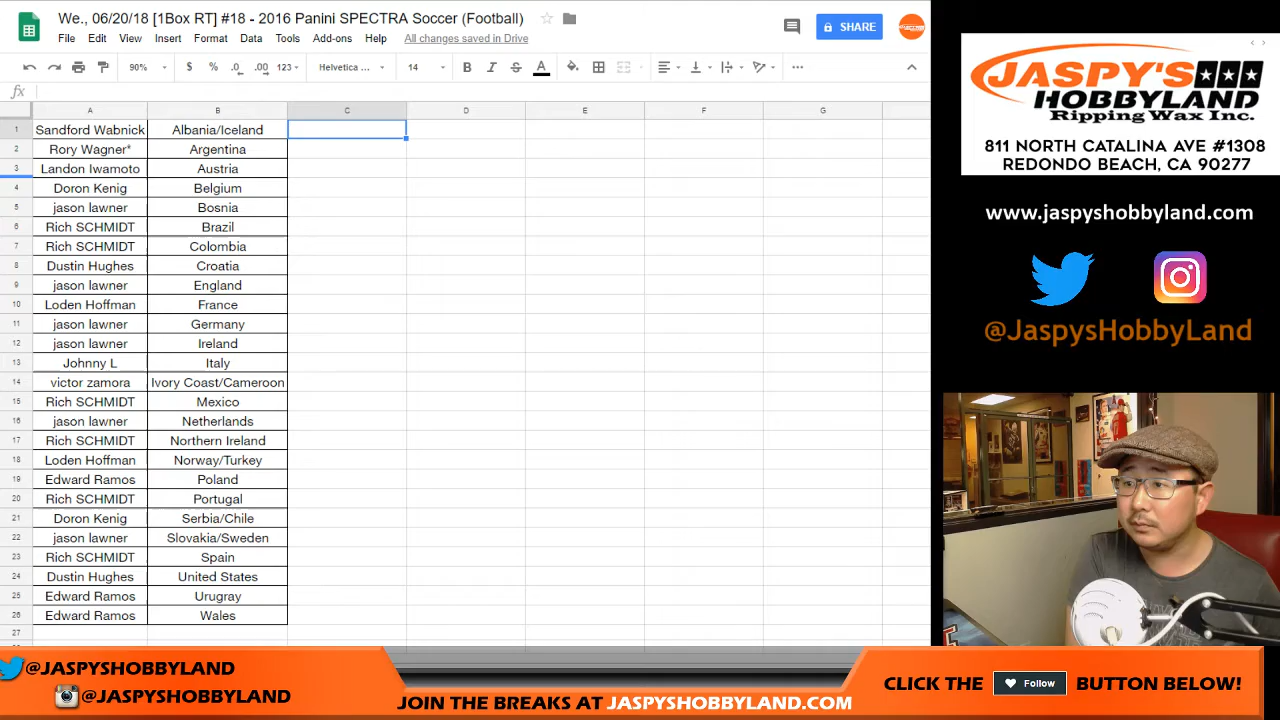 We., 06/20/18 [1Box RT] #18 - 2016 Panini SPECTRA Soccer (Football)
File Edit View Insert Format Data Tools Add-ons Help All changes saved in Drive
SHARE
90% $ % .0 .00 123 Helvetica ... 14 B I S A
fx
A B C D E F G
1 Sandford Wabnick Albania/Iceland
2 Rory Wagner* Argentina
3 Landon Iwamoto Austria
4 Doron Kenig Belgium
5 jason lawner Bosnia
6 Rich SCHMIDT Brazil
7 Rich SCHMIDT Colombia
8 Dustin Hughes Croatia
9 jason lawner England
10 Loden Hoffman France
11 jason lawner Germany
12 jason lawner Ireland
13 Johnny L Italy
14 victor zamora Ivory Coast/Cameroon
15 Rich SCHMIDT Mexico
16 jason lawner Netherlands
17 Rich SCHMIDT Northern Ireland
18 Loden Hoffman Norway/Turkey
19 Edward Ramos Poland
20 Rich SCHMIDT Portugal
21 Doron Kenig Serbia/Chile
22 jason lawner Slovakia/Sweden
23 Rich SCHMIDT Spain
24 Dustin Hughes United States
25 Edward Ramos Urugray
26 Edward Ramos Wales
27
JASPY'S
HOBBYLAND
Ripping Wax Inc.
811 NORTH CATALINA AVE #1308
REDONDO BEACH, CA 90277
www.jaspyshobbyland.com
@JaspysHobbyLand
@JASPYSHOBBYLAND
@JASPYSHOBBYLAND
JOIN THE BREAKS AT JASPYSHOBBYLAND.COM
CLICK THE Follow BUTTON BELOW!